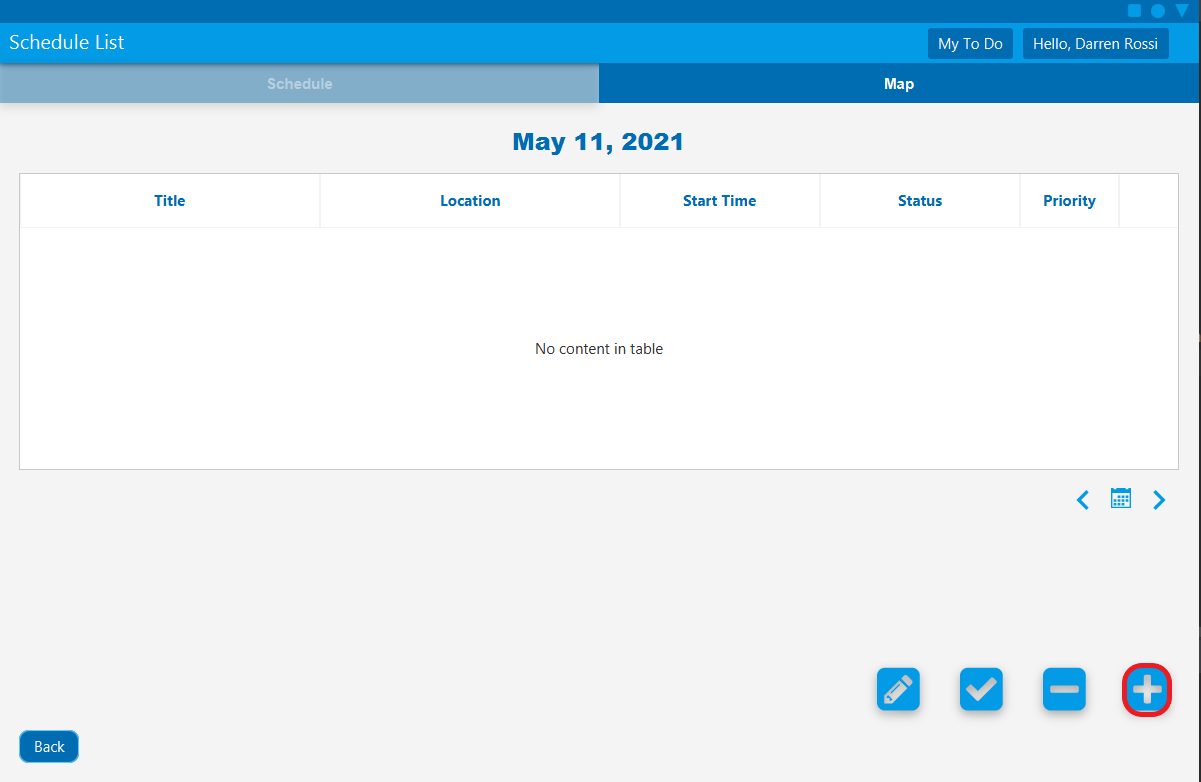 Schedule List
My To Do
Hello, Darren Rossi
Schedule
Map
May 11, 2021
Title
Location
Start Time
Status
Priority
No content in table
Back